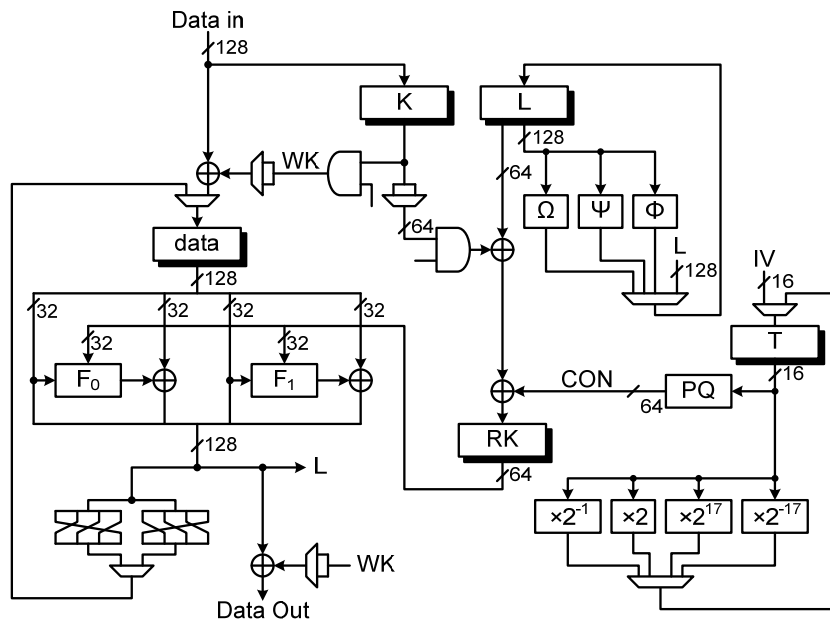 Data in
128
K
L
128
WK
64
64
Ω
Ψ
Φ
L
128
IV
16
data
128
T
16
32
32
32
32
32
32
F₀
F₁
CON
64
PQ
RK
64
128
L
×2⁻¹
×2
×2¹⁷
×2⁻¹⁷
WK
Data Out